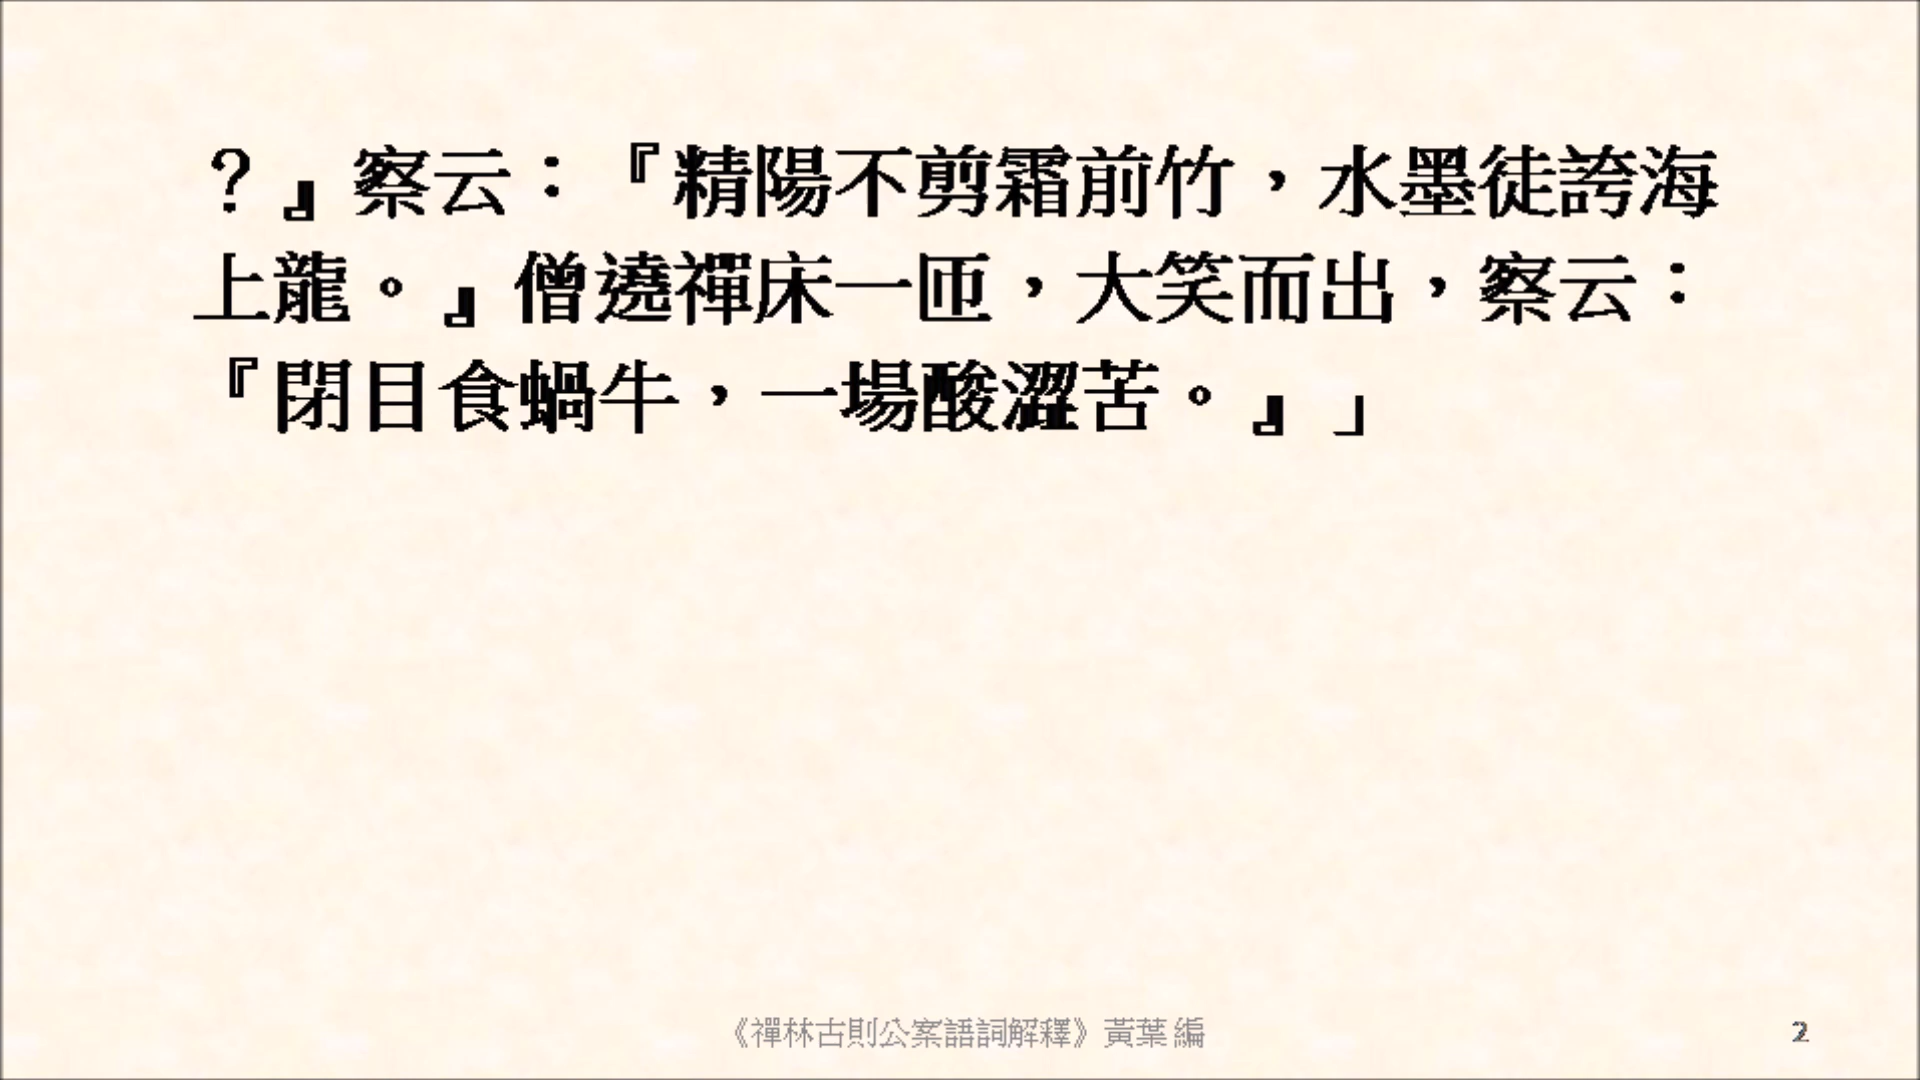 ？』察云：『精陽不剪霜前竹，水墨徒誇海
上龍。』僧遶禪床一匝，大笑而出，察云：
『閉目食蝸牛，一場酸澀苦。』」
《禪林古則公案語詞解釋》黃葉編
2